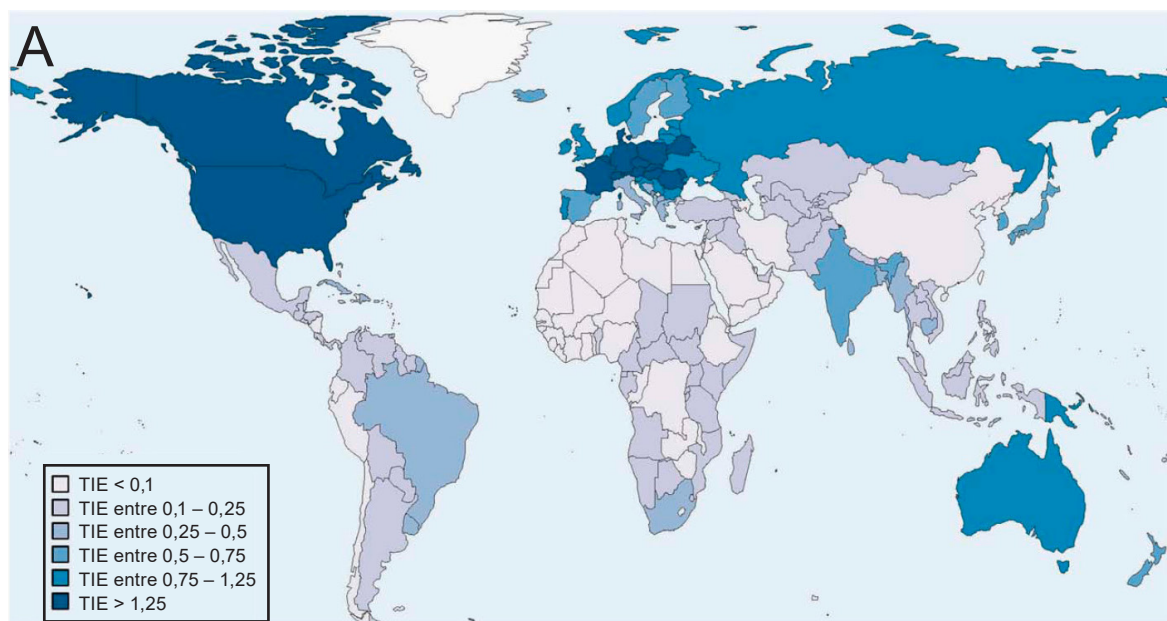 A
TIE < 0,1
TIE entre 0,1 – 0,25
TIE entre 0,25 – 0,5
TIE entre 0,5 – 0,75
TIE entre 0,75 – 1,25
TIE > 1,25